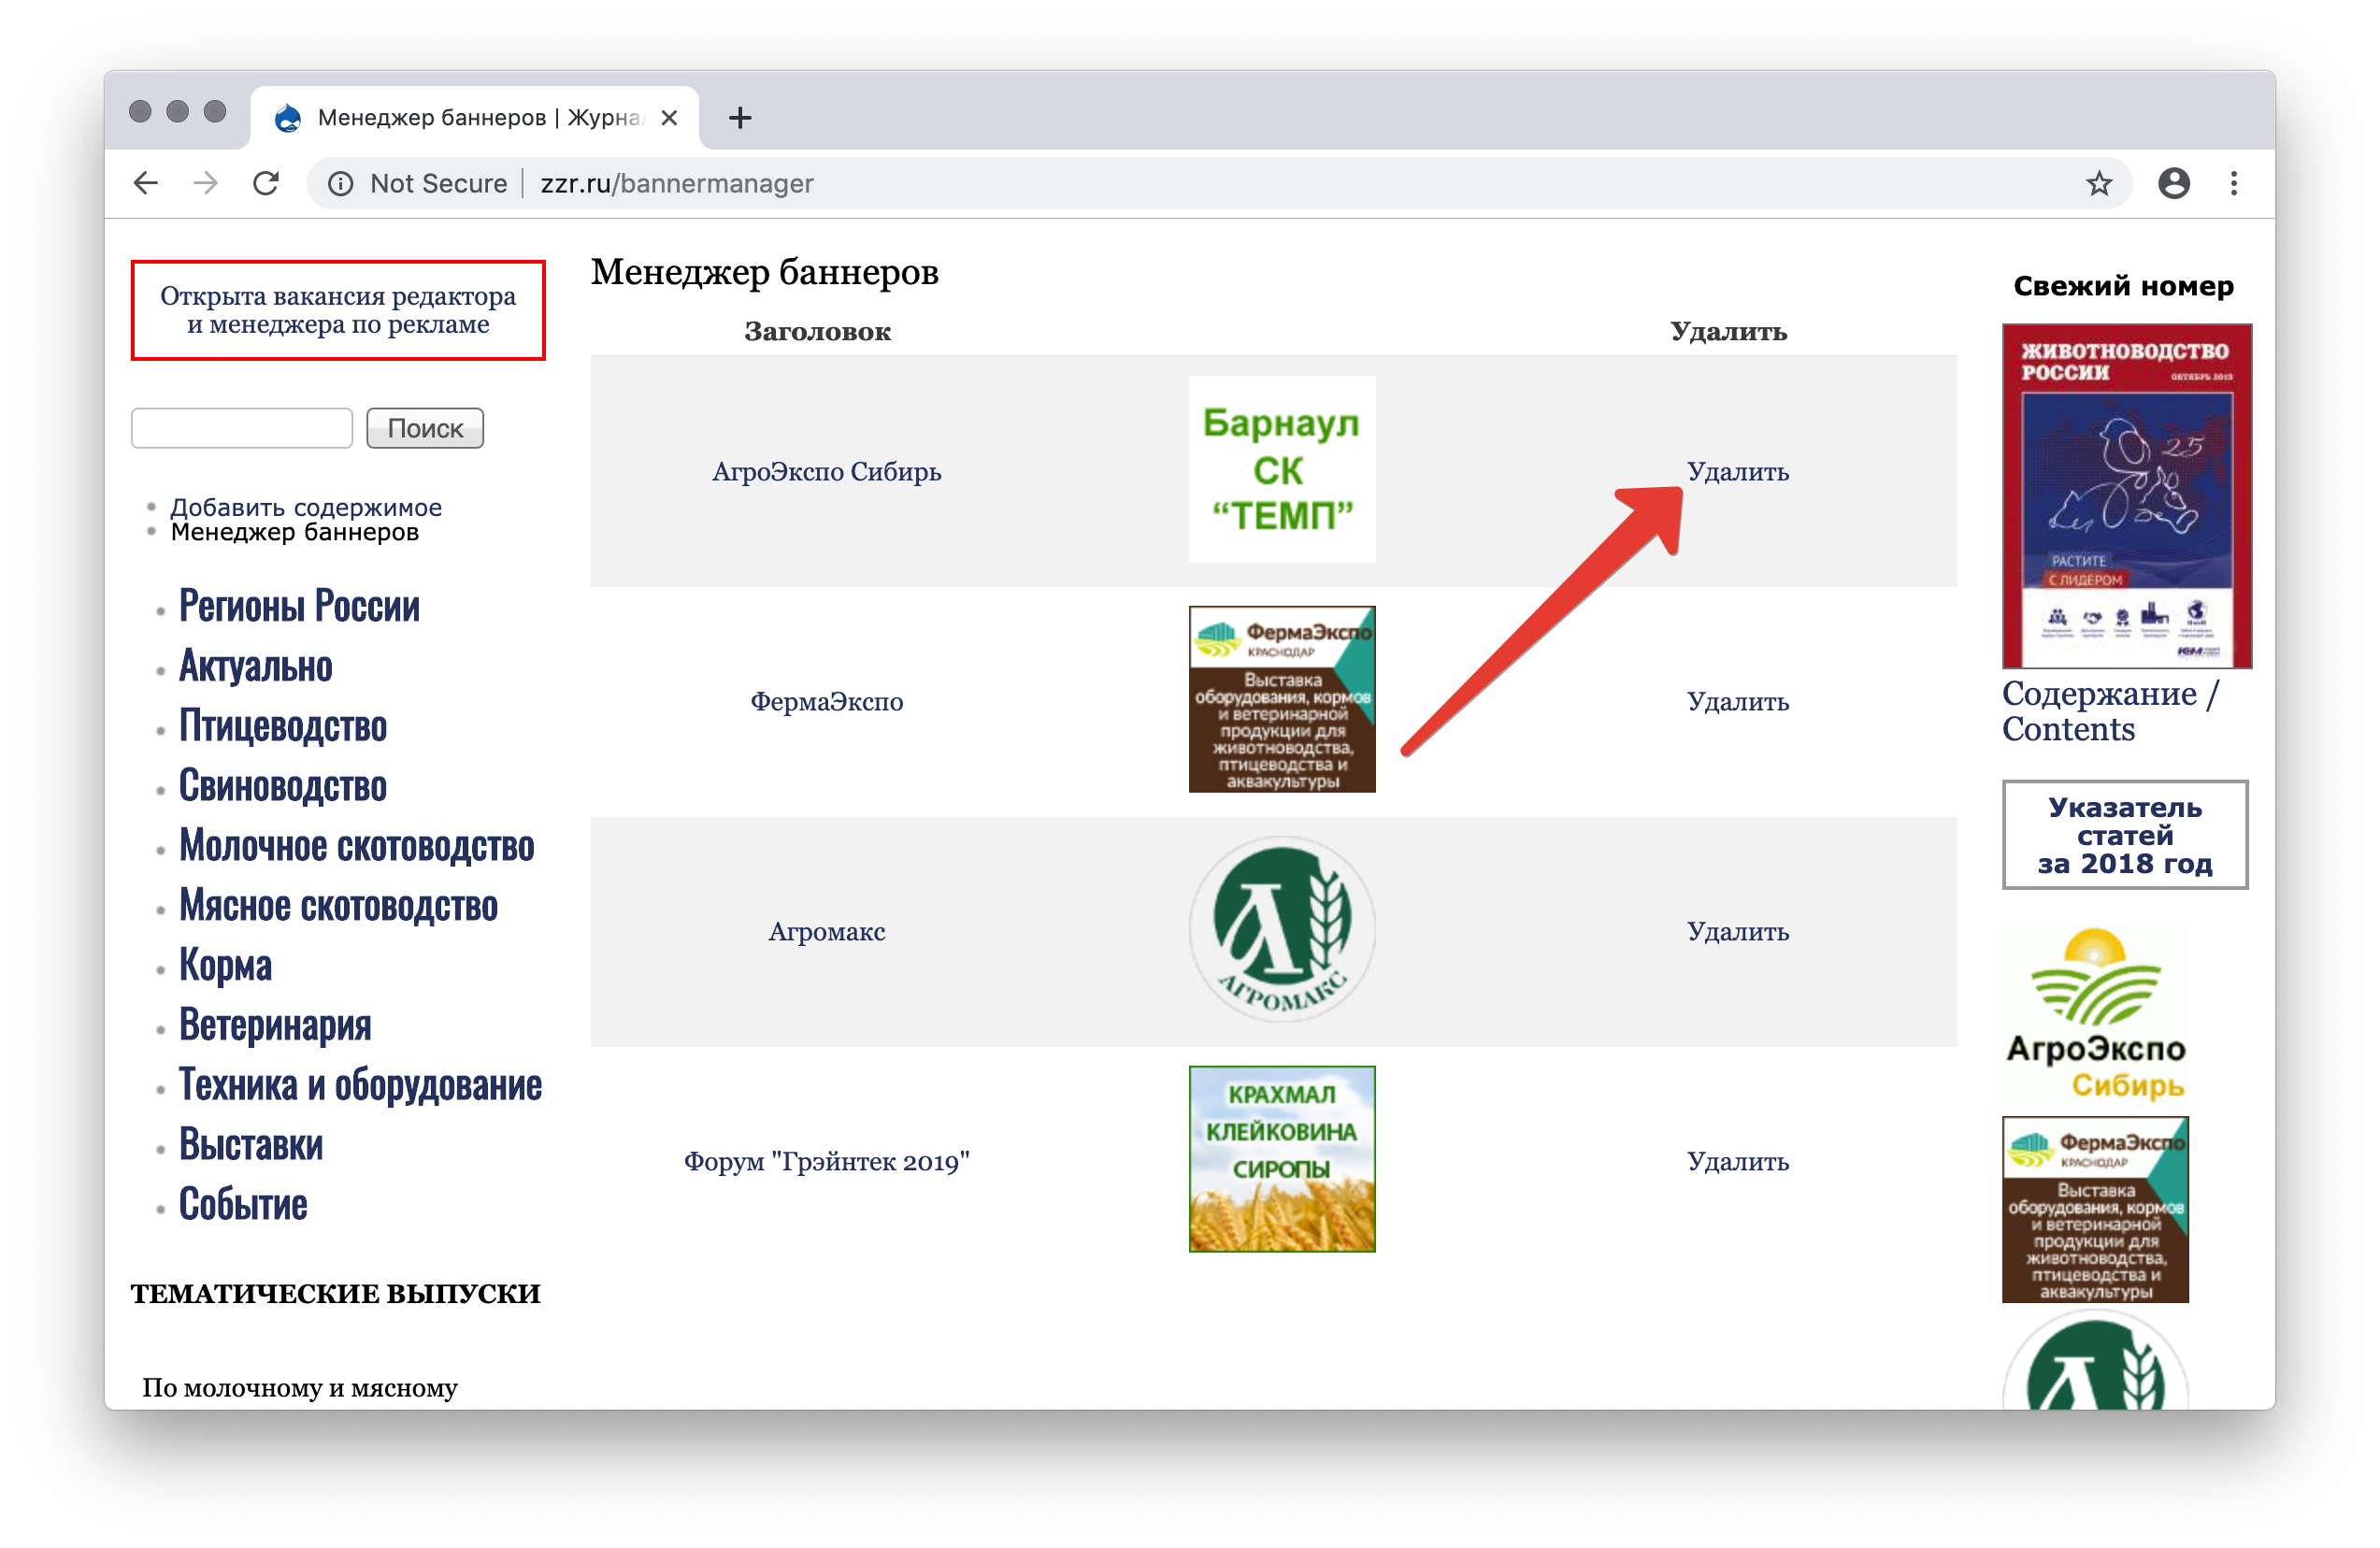 Менеджер баннеров | Журнал
Not Secure
zzr.ru/bannermanager
Открыта вакансия редактора
и менеджера по рекламе
Поиск
Добавить содержимое
Менеджер баннеров
Регионы России
Актуально
Птицеводство
Свиноводство
Молочное скотоводство
Мясное скотоводство
Корма
Ветеринария
Техника и оборудование
Выставки
Событие
ТЕМАТИЧЕСКИЕ ВЫПУСКИ
По молочному и мясному
Менеджер баннеров
Заголовок Удалить
АгроЭкспо Сибирь
Барнаул
СК
“ТЕМП”
Удалить
ФермаЭкспо
ФермаЭкспо
КРАСНОДАР
Выставка
оборудования, кормов
и ветеринарной
продукции для
животноводства,
птицеводства и
аквакультуры
Удалить
Агромакс
АГРОМАКС
Удалить
Форум "Грэйнтек 2019"
КРАХМАЛ
КЛЕЙКОВИНА
СИРОПЫ
Удалить
Свежий номер
ЖИВОТНОВОДСТВО
РОССИИ
ОКТЯБРЬ 2019
25
РАСТИТЕ
С ЛИДЕРОМ
Содержание /
Contents
Указатель
статей
за 2018 год
АгроЭкспо
Сибирь
ФермаЭкспо
КРАСНОДАР
Выставка
оборудования, кормов
и ветеринарной
продукции для
животноводства,
птицеводства и
аквакультуры